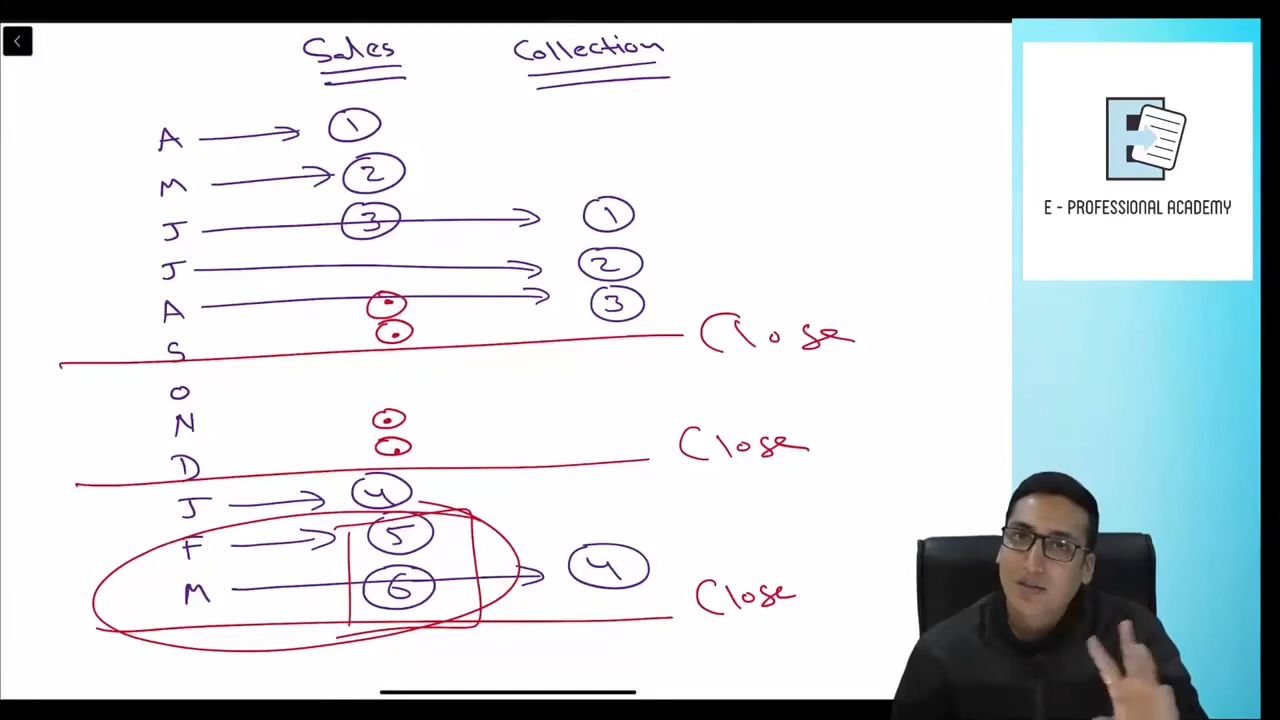 Sales Collection
A 1
M 2
J 3 1
J 2
A 3
S Close
O
N
D Close
J 4
F 5
M 6 4
Close
E
E - PROFESSIONAL ACADEMY